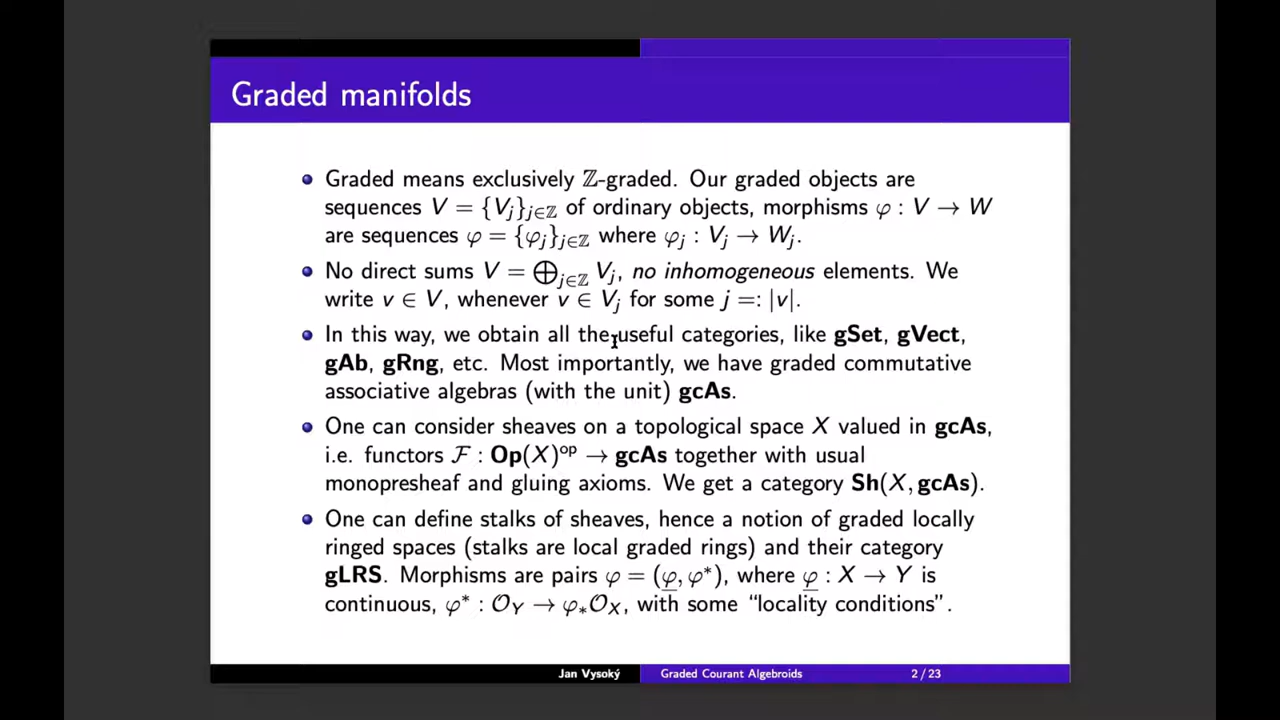 Graded manifolds
Graded means exclusively ℤ-graded. Our graded objects are
sequences V = {V_j}_{j∈ℤ} of ordinary objects, morphisms φ : V → W
are sequences φ = {φ_j}_{j∈ℤ} where φ_j : V_j → W_j.
No direct sums V = ⊕_{j∈ℤ} V_j, no inhomogeneous elements. We
write v ∈ V, whenever v ∈ V_j for some j =: |v|.
In this way, we obtain all the useful categories, like gSet, gVect,
gAb, gRng, etc. Most importantly, we have graded commutative
associative algebras (with the unit) gcAs.
One can consider sheaves on a topological space X valued in gcAs,
i.e. functors ℱ : Op(X)^op → gcAs together with usual
monopresheaf and gluing axioms. We get a category Sh(X, gcAs).
One can define stalks of sheaves, hence a notion of graded locally
ringed spaces (stalks are local graded rings) and their category
gLRS. Morphisms are pairs φ = (φ̲, φ*), where φ̲ : X → Y is
continuous, φ* : 𝒪_Y → φ_*𝒪_X, with some “locality conditions”.
Jan Vysoký Graded Courant Algebroids 2 / 23